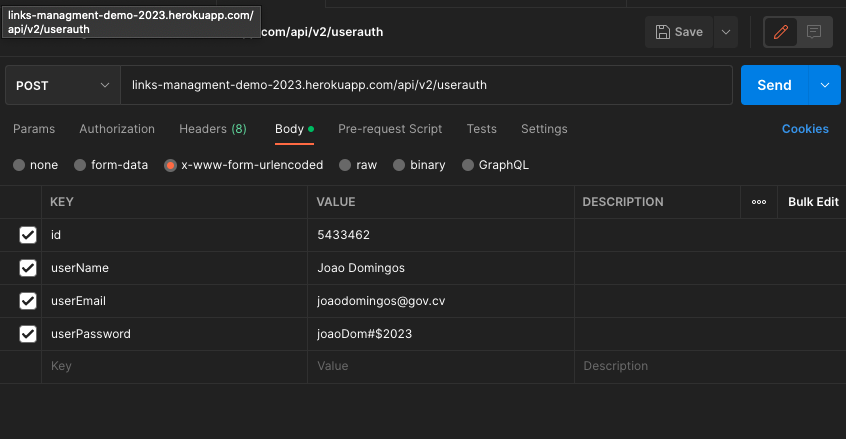 links-managment-demo-2023.herokuapp.com/
api/v2/userauth
.com/api/v2/userauth
Save
POST
links-managment-demo-2023.herokuapp.com/api/v2/userauth
Send
Params Authorization Headers (8) Body Pre-request Script Tests Settings Cookies
none form-data x-www-form-urlencoded raw binary GraphQL
KEY VALUE DESCRIPTION ooo Bulk Edit
id 5433462
userName Joao Domingos
userEmail joaodomingos@gov.cv
userPassword joaoDom#$2023
Key Value Description